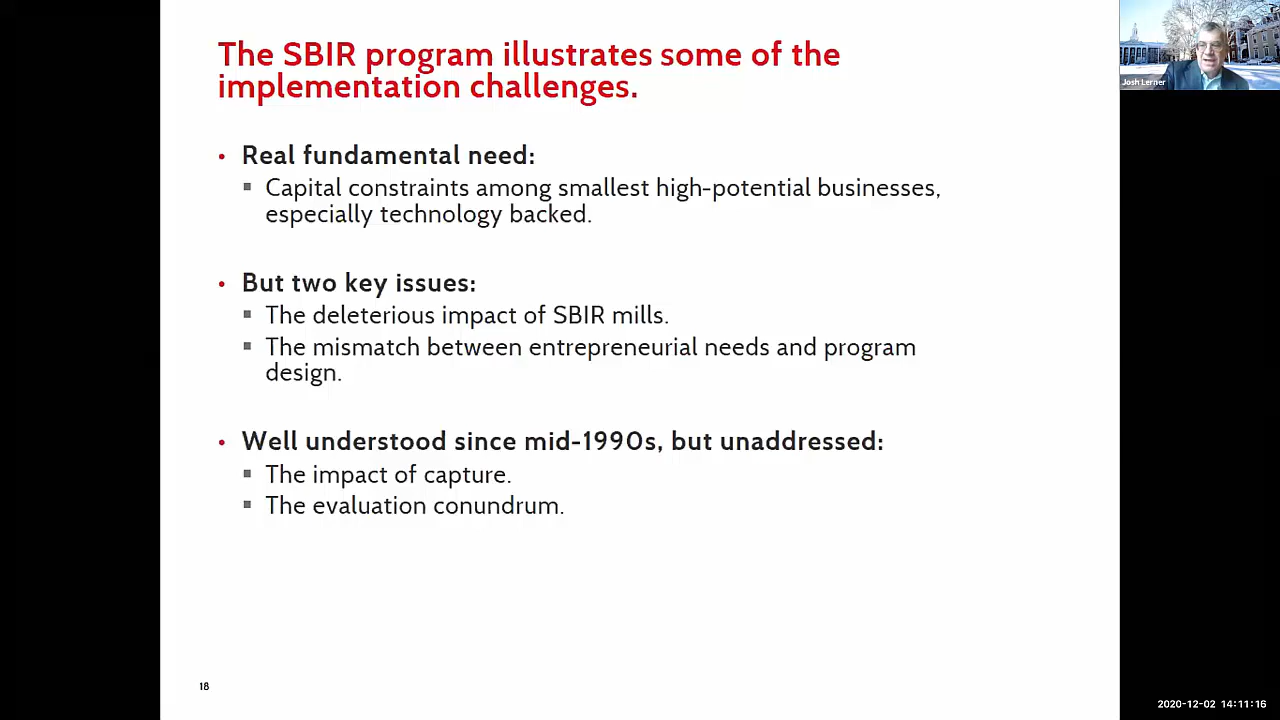 The SBIR program illustrates some of the
implementation challenges.
• Real fundamental need:
▪ Capital constraints among smallest high-potential businesses,
especially technology backed.
• But two key issues:
▪ The deleterious impact of SBIR mills.
▪ The mismatch between entrepreneurial needs and program
design.
• Well understood since mid-1990s, but unaddressed:
▪ The impact of capture.
▪ The evaluation conundrum.
18
Josh Lerner
2020-12-02 14:11:16